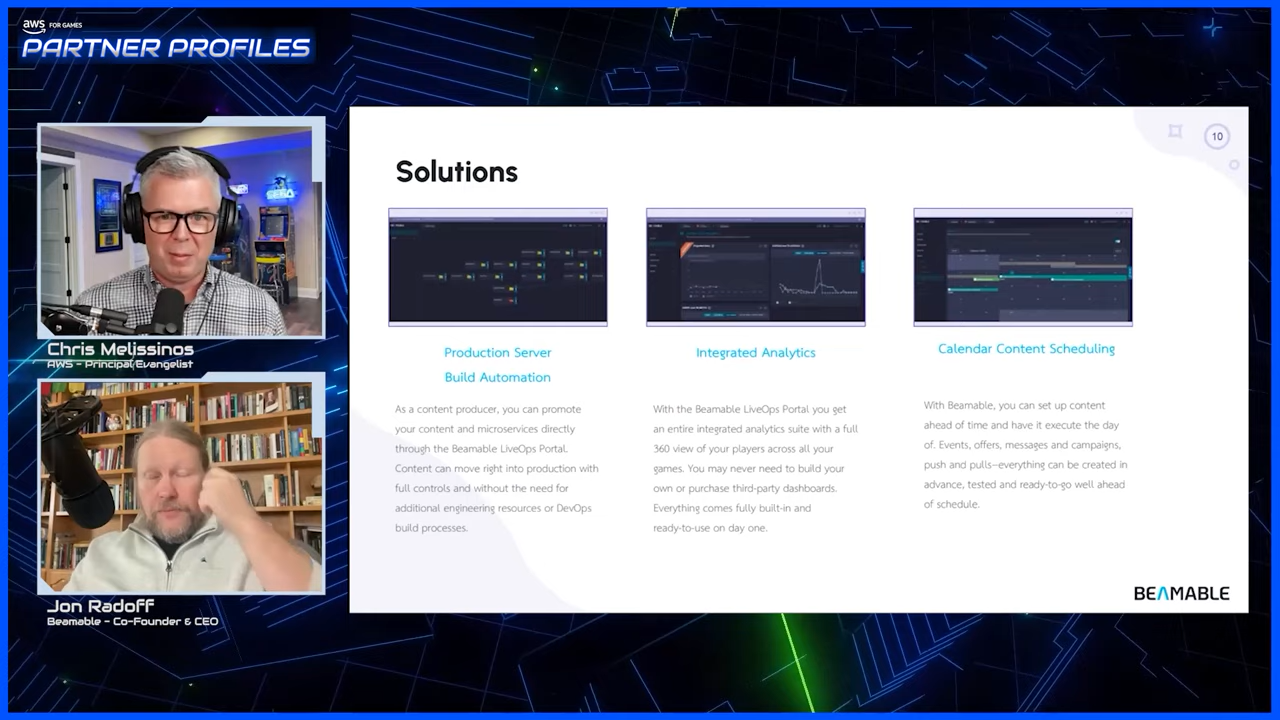 aws FOR GAMES
PARTNER PROFILES
SEGA
Chris Melissinos
AWS - Principal Evangelist
Jon Radoff
Beamable - Co-Founder & CEO
10
Solutions
Production Server
Build Automation
As a content producer, you can promote
your content and microservices directly
through the Beamable LiveOps Portal.
Content can move right into production with
full controls and without the need for
additional engineering resources or DevOps
build processes.
Integrated Analytics
With the Beamable LiveOps Portal you get
an entire integrated analytics suite with a full
360 view of your players across all your
games. You may never need to build your
own or purchase third-party dashboards.
Everything comes fully built-in and
ready-to-use on day one.
Calendar Content Scheduling
With Beamable, you can set up content
ahead of time and have it execute the day
of. Events, offers, messages and campaigns,
push and pulls—everything can be created in
advance, tested and ready-to-go well ahead
of schedule.
BEAMABLE